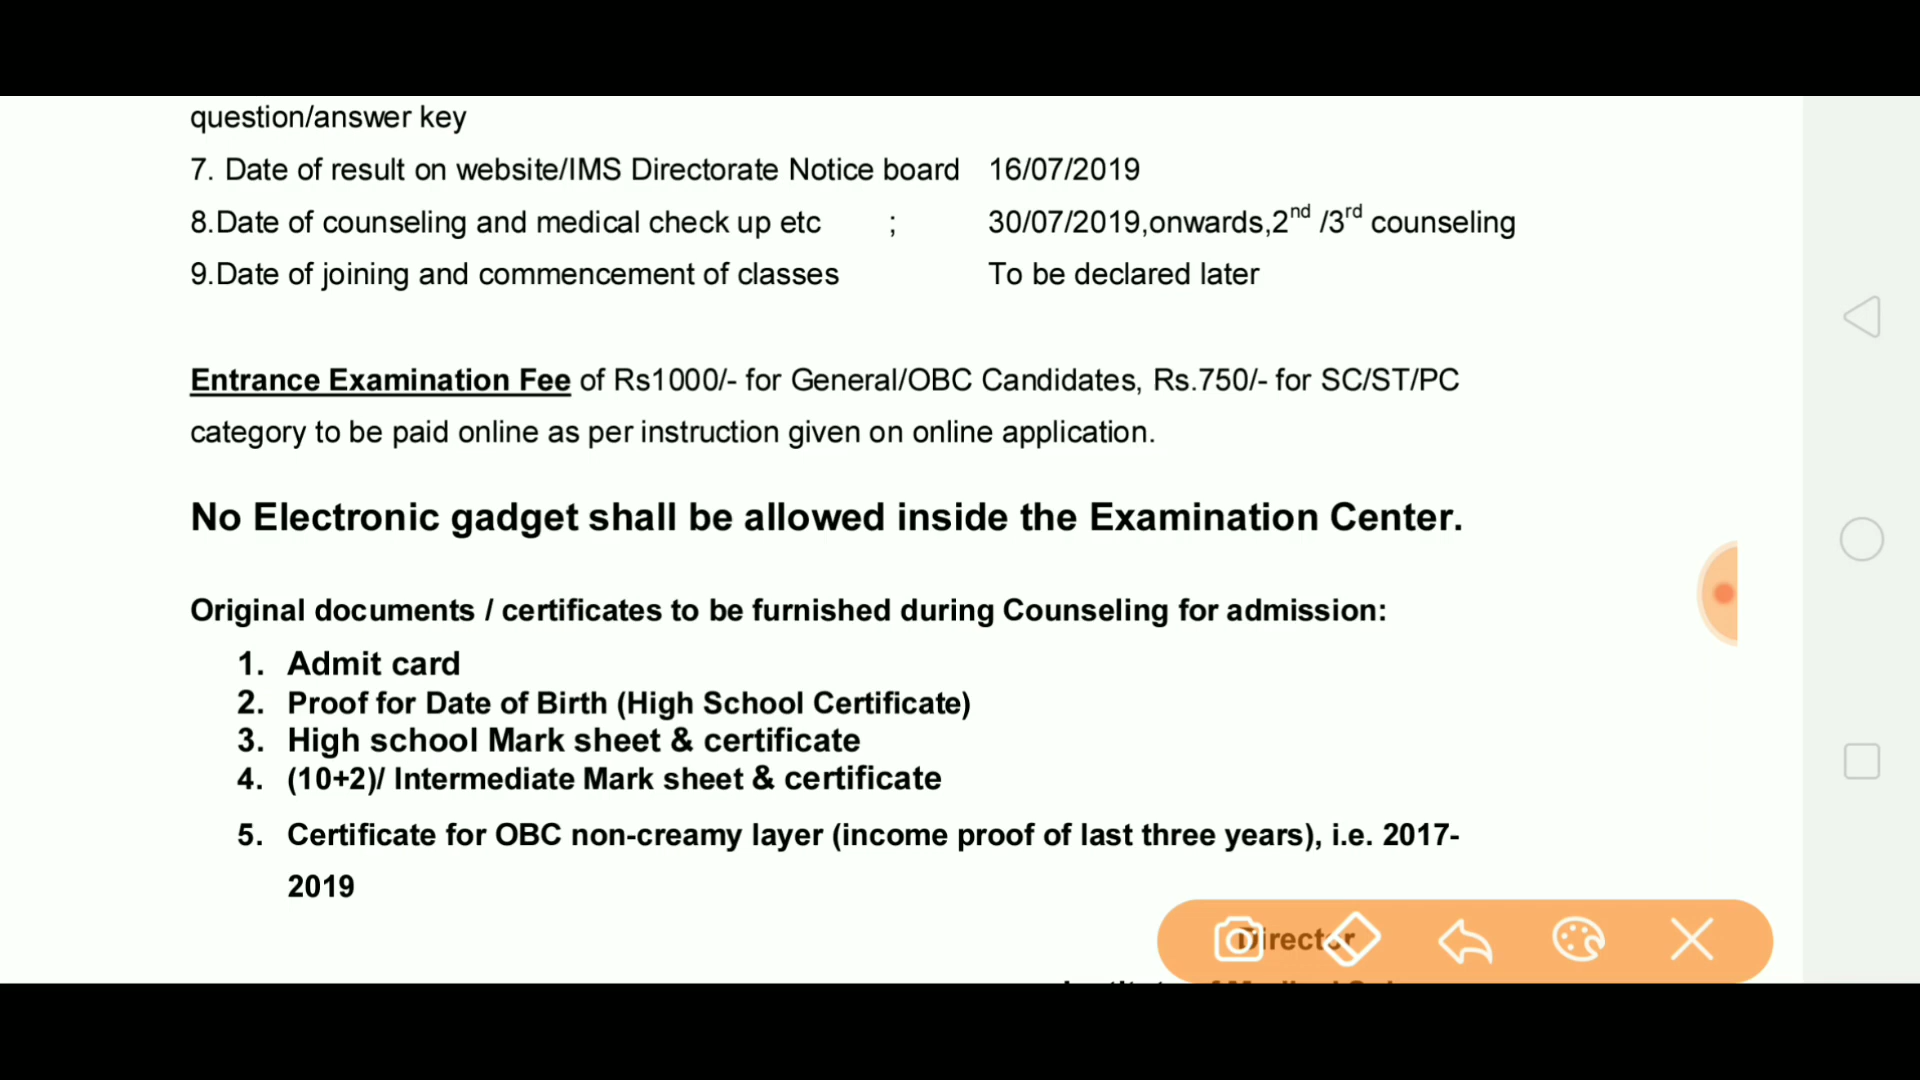 question/answer key
7. Date of result on website/IMS Directorate Notice board 16/07/2019
8.Date of counseling and medical check up etc ; 30/07/2019,onwards,2nd /3rd counseling
9.Date of joining and commencement of classes To be declared later
Entrance Examination Fee of Rs1000/- for General/OBC Candidates, Rs.750/- for SC/ST/PC
category to be paid online as per instruction given on online application.
No Electronic gadget shall be allowed inside the Examination Center.
Original documents / certificates to be furnished during Counseling for admission:
1. Admit card
2. Proof for Date of Birth (High School Certificate)
3. High school Mark sheet & certificate
4. (10+2)/ Intermediate Mark sheet & certificate
5. Certificate for OBC non-creamy layer (income proof of last three years), i.e. 2017-
2019
Director